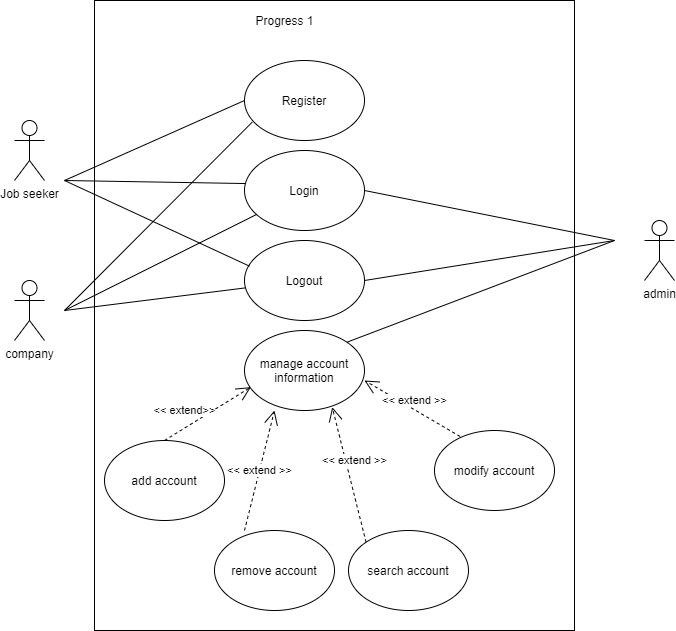 Progress 1
Register
Job seeker
Login
Logout
admin
company
manage account
information
<< extend>>
<< extend >>
<< extend >>
<< extend >>
add account
modify account
remove account
search account